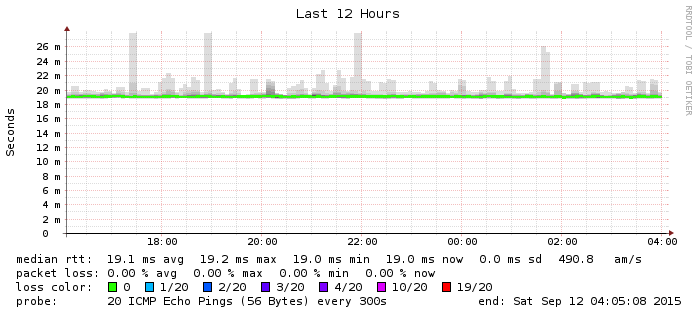 Last 12 Hours
RRDTOOL / TOBI OETIKER
Seconds
26 m
24 m
22 m
20 m
18 m
16 m
14 m
12 m
10 m
8 m
6 m
4 m
2 m
0
18:00 20:00 22:00 00:00 02:00 04:00
median rtt: 19.1 ms avg 19.2 ms max 19.0 ms min 19.0 ms now 0.0 ms sd 490.8 am/s
packet loss: 0.00 % avg 0.00 % max 0.00 % min 0.00 % now
loss color: 0 1/20 2/20 3/20 4/20 10/20 19/20
probe: 20 ICMP Echo Pings (56 Bytes) every 300s end: Sat Sep 12 04:05:08 2015